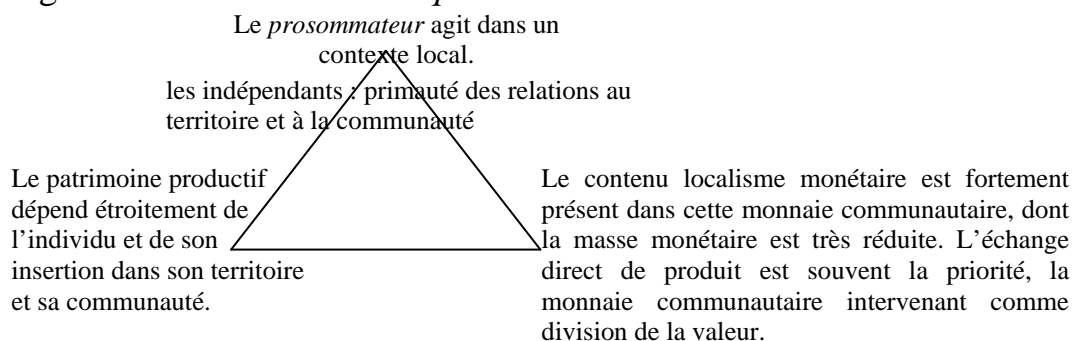 Le prosommateur agit dans un
contexte local.
les indépendants : primauté des relations au
territoire et à la communauté
Le patrimoine productif
dépend étroitement de
l’individu et de son
insertion dans son territoire
et sa communauté.
Le contenu localisme monétaire est fortement
présent dans cette monnaie communautaire, dont
la masse monétaire est très réduite. L’échange
direct de produit est souvent la priorité, la
monnaie communautaire intervenant comme
division de la valeur.